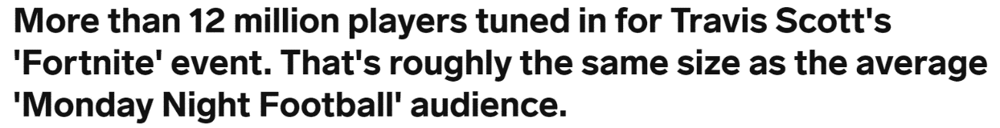 More than 12 million players tuned in for Travis Scott's
'Fortnite' event. That's roughly the same size as the average
'Monday Night Football' audience.